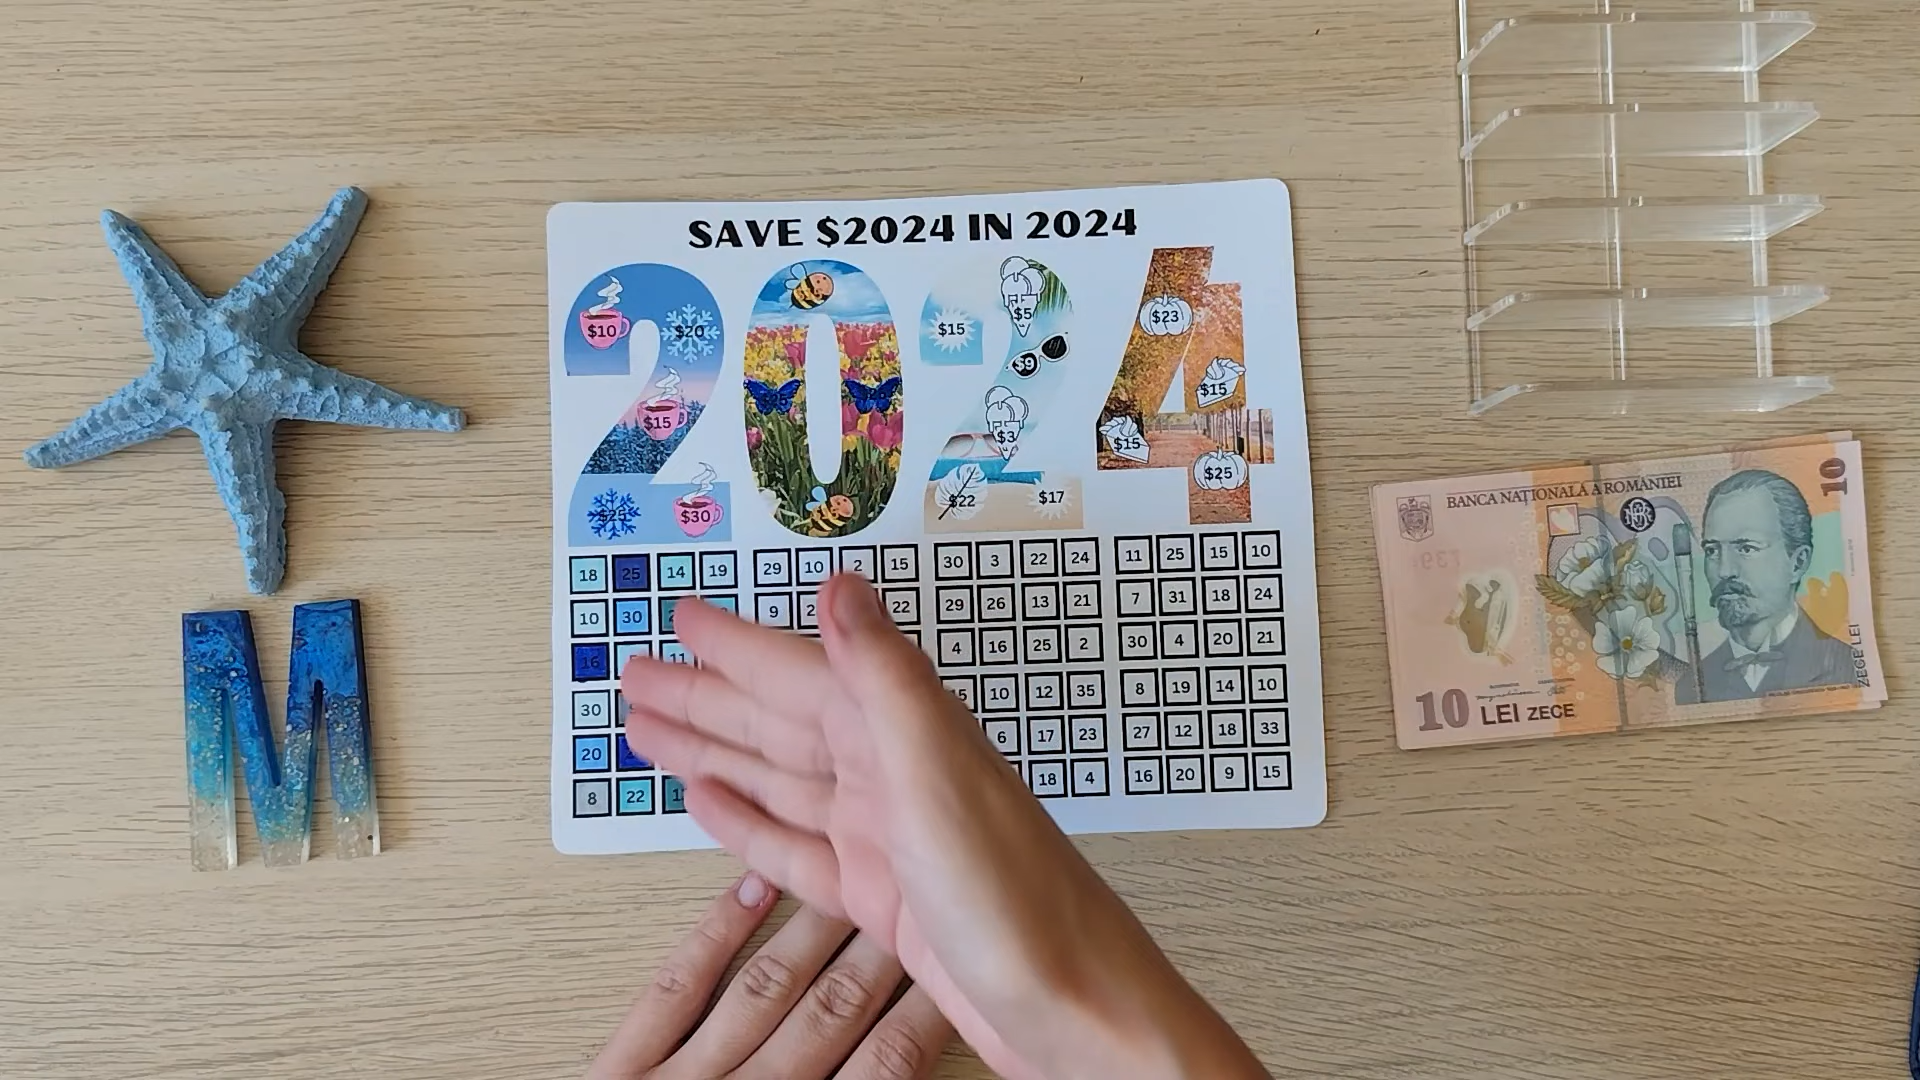 SAVE $2024 IN 2024
2024
$10
$20
$15
$25
$30
$15
$5
$9
$3
$22
$17
$23
$15
$15
$25
18 25 14 19
29 10 2 15
30 3 22 24
11 25 15 10
10 30
9 22
29 26 13 21
7 31 18 24
16 11
4 16 25 2
30 4 20 21
30
10 12 35
8 19 14 10
20
6 17 23
27 12 18 33
8 22
18 4
16 20 9 15
BANCA NAȚIONALĂ A ROMÂNIEI
10
10 LEI ZECE
ZECE LEI
M